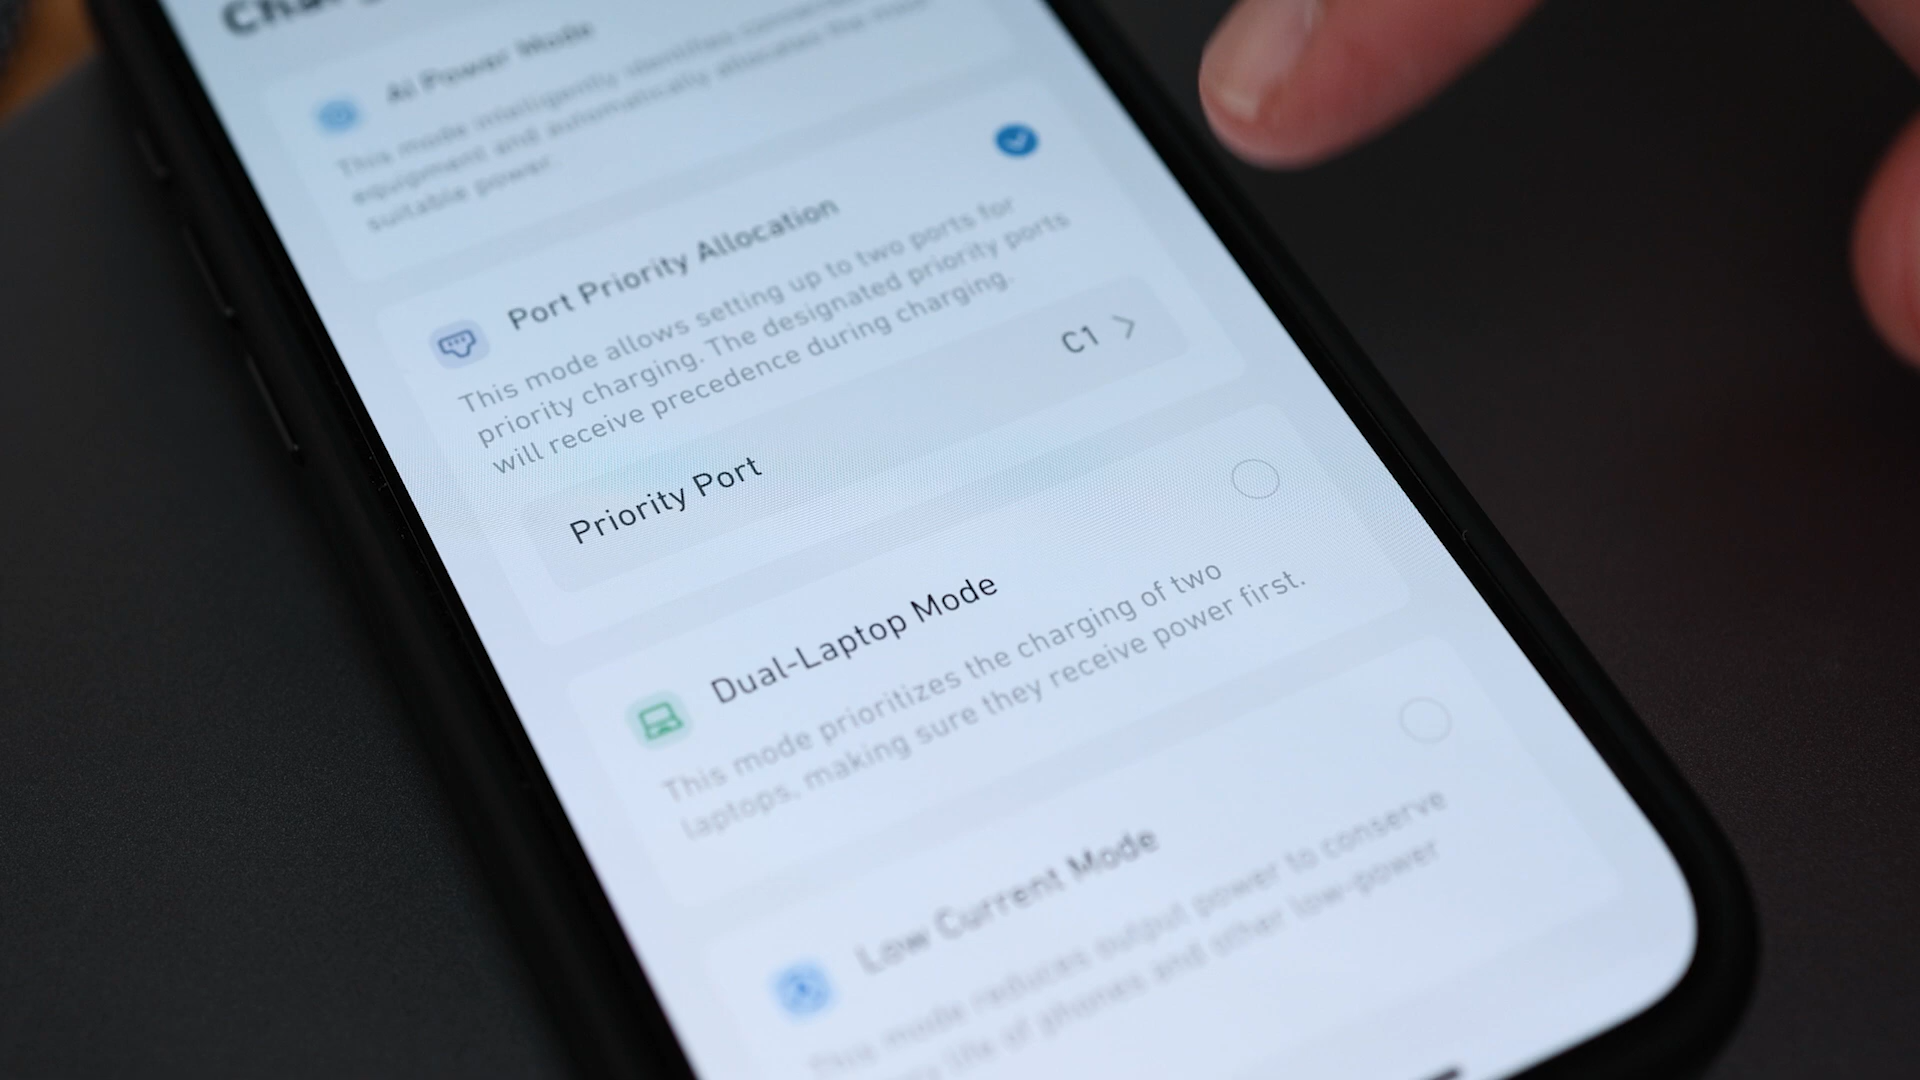 AI Power Mode
This mode intelligently identifies connected
equipment and automatically allocates the most
suitable power.
Port Priority Allocation
This mode allows setting up to two ports for
priority charging. The designated priority ports
will receive precedence during charging.
Priority Port
C1
Dual-Laptop Mode
This mode prioritizes the charging of two
laptops, making sure they receive power first.
Low Current Mode
This mode reduces output power to conserve
life of phones and other low-power